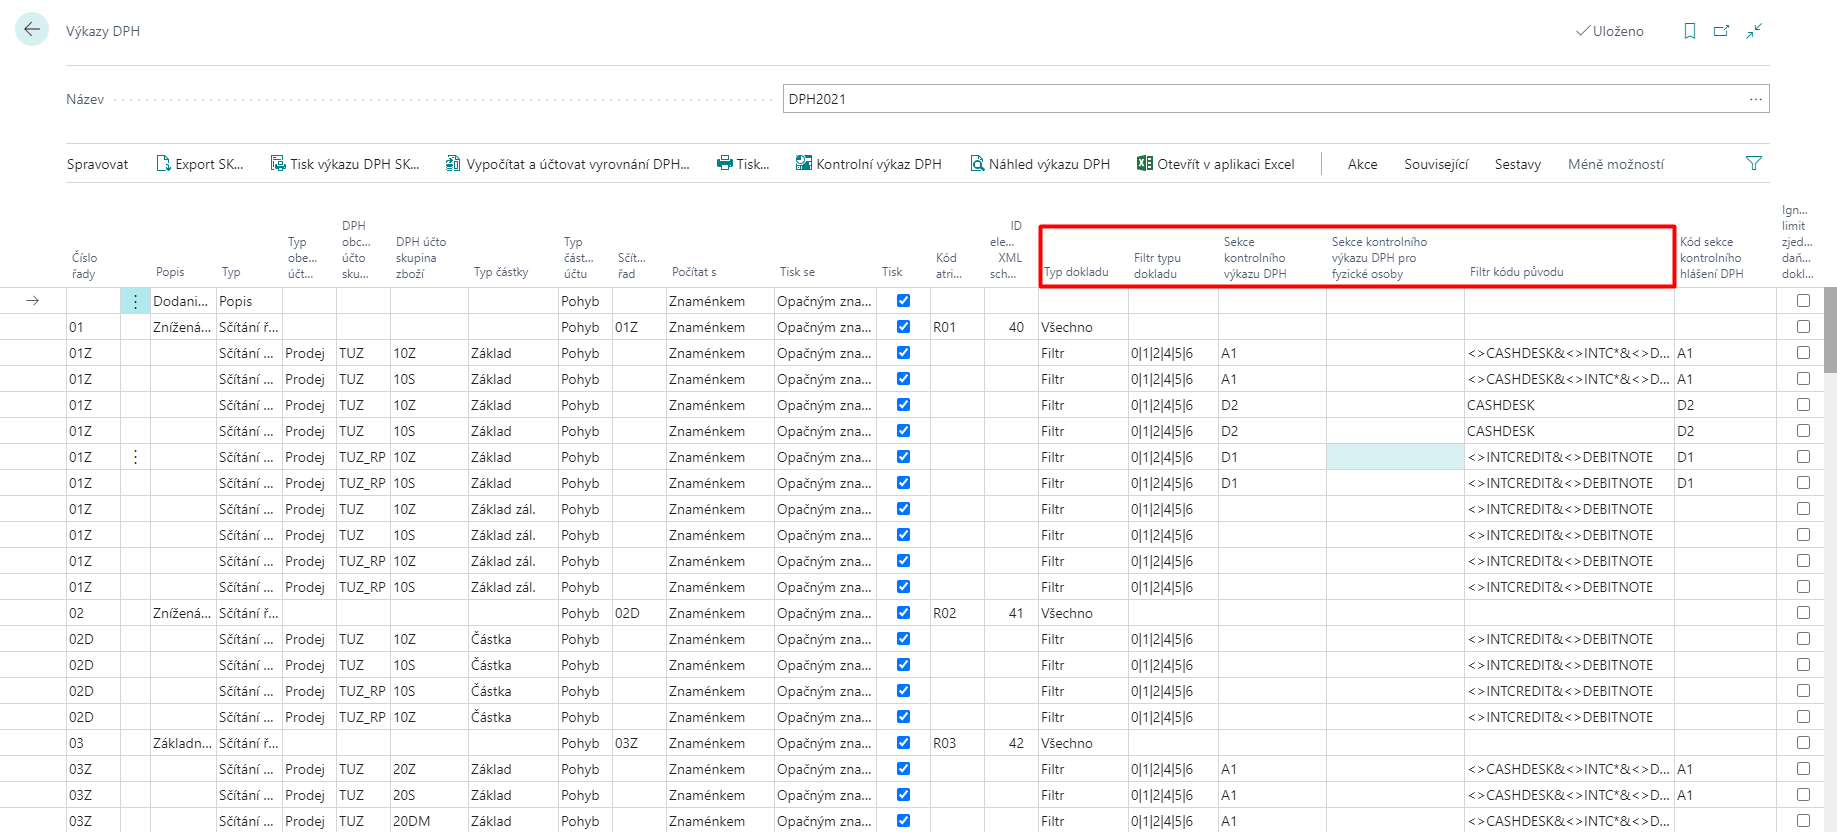 Výkazy DPH
Uloženo
Název
DPH2021
Spravovat Export SK... Tisk výkazu DPH SK... Vypočítat a účtovat vyrovnání DPH... Tisk... Kontrolní výkaz DPH Náhled výkazu DPH Otevřít v aplikaci Excel Akce Související Sestavy Méně možností
Číslo řady
Popis
Typ
Typ obe... účt...
DPH obc... účto sku...
DPH účto skupina zboží
Typ částky
Typ část... účtu
Sčít... řad
Počítat s
Tisk se
Tisk
Kód atri...
ID ele... XML sch...
Typ dokladu
Filtr typu dokladu
Sekce kontrolního výkazu DPH
Sekce kontrolního výkazu DPH pro fyzické osoby
Filtr kódu původu
Kód sekce kontrolního hlášení DPH
Ign... limit zjed... daň... dokl...
Dodani... Popis Pohyb Znaménkem Opačným zna...
01 Znížená... Sčítání ř... Pohyb 01Z Znaménkem Opačným zna... R01 40 Všechno
01Z Sčítání ... Prodej TUZ 10Z Základ Pohyb Znaménkem Opačným zna... Filtr 0|1|2|4|5|6 A1 <>CASHDESK&<>INTC*&<>D... A1
01Z Sčítání ... Prodej TUZ 10S Základ Pohyb Znaménkem Opačným zna... Filtr 0|1|2|4|5|6 A1 <>CASHDESK&<>INTC*&<>D... A1
01Z Sčítání ... Prodej TUZ 10Z Základ Pohyb Znaménkem Opačným zna... Filtr 0|1|2|4|5|6 D2 CASHDESK D2
01Z Sčítání ... Prodej TUZ 10S Základ Pohyb Znaménkem Opačným zna... Filtr 0|1|2|4|5|6 D2 CASHDESK D2
01Z Sčítání ... Prodej TUZ_RP 10Z Základ Pohyb Znaménkem Opačným zna... Filtr 0|1|2|4|5|6 D1 <>INTCREDIT&<>DEBITNOTE D1
01Z Sčítání ... Prodej TUZ_RP 10S Základ Pohyb Znaménkem Opačným zna... Filtr 0|1|2|4|5|6 D1 <>INTCREDIT&<>DEBITNOTE D1
01Z Sčítání ... Prodej TUZ 10Z Základ zál. Pohyb Znaménkem Opačným zna... Filtr 0|1|2|4|5|6 <>INTCREDIT&<>DEBITNOTE
01Z Sčítání ... Prodej TUZ 10S Základ zál. Pohyb Znaménkem Opačným zna... Filtr 0|1|2|4|5|6 <>INTCREDIT&<>DEBITNOTE
01Z Sčítání ... Prodej TUZ_RP 10Z Základ zál. Pohyb Znaménkem Opačným zna... Filtr 0|1|2|4|5|6 <>INTCREDIT&<>DEBITNOTE
01Z Sčítání ... Prodej TUZ_RP 10S Základ zál. Pohyb Znaménkem Opačným zna... Filtr 0|1|2|4|5|6 <>INTCREDIT&<>DEBITNOTE
02 Znížená... Sčítání ř... Pohyb 02D Znaménkem Opačným zna... R02 41 Všechno
02D Sčítání ... Prodej TUZ 10Z Částka Pohyb Znaménkem Opačným zna... Filtr 0|1|2|4|5|6 <>INTCREDIT&<>DEBITNOTE
02D Sčítání ... Prodej TUZ 10S Částka Pohyb Znaménkem Opačným zna... Filtr 0|1|2|4|5|6 <>INTCREDIT&<>DEBITNOTE
02D Sčítání ... Prodej TUZ_RP 10S Částka Pohyb Znaménkem Opačným zna... Filtr 0|1|2|4|5|6 <>INTCREDIT&<>DEBITNOTE
02D Sčítání ... Prodej TUZ_RP 10Z Částka Pohyb Znaménkem Opačným zna... Filtr 0|1|2|4|5|6 <>INTCREDIT&<>DEBITNOTE
03 Základn... Sčítání ř... Pohyb 03Z Znaménkem Opačným zna... R03 42 Všechno
03Z Sčítání ... Prodej TUZ 20Z Základ Pohyb Znaménkem Opačným zna... Filtr 0|1|2|4|5|6 A1 <>CASHDESK&<>INTC*&<>D... A1
03Z Sčítání ... Prodej TUZ 20S Základ Pohyb Znaménkem Opačným zna... Filtr 0|1|2|4|5|6 A1 <>CASHDESK&<>INTC*&<>D... A1
03Z Sčítání ... Prodej TUZ 20DM Základ Pohyb Znaménkem Opačným zna... Filtr 0|1|2|4|5|6 A1 <>CASHDESK&<>INTC*&<>D... A1